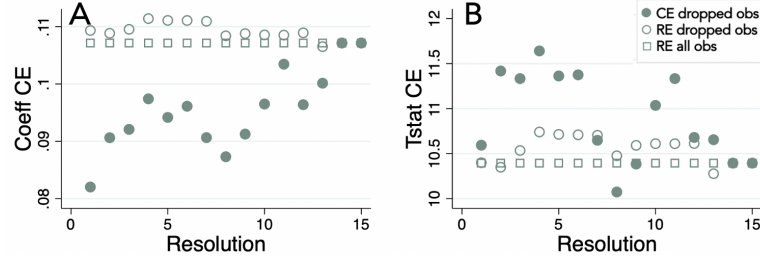 A
.11
.1
.09
.08
Coeff CE
0
5
10
15
Resolution
B
CE dropped obs
RE dropped obs
RE all obs
12
11.5
11
10.5
10
Tstat CE
0
5
10
15
Resolution